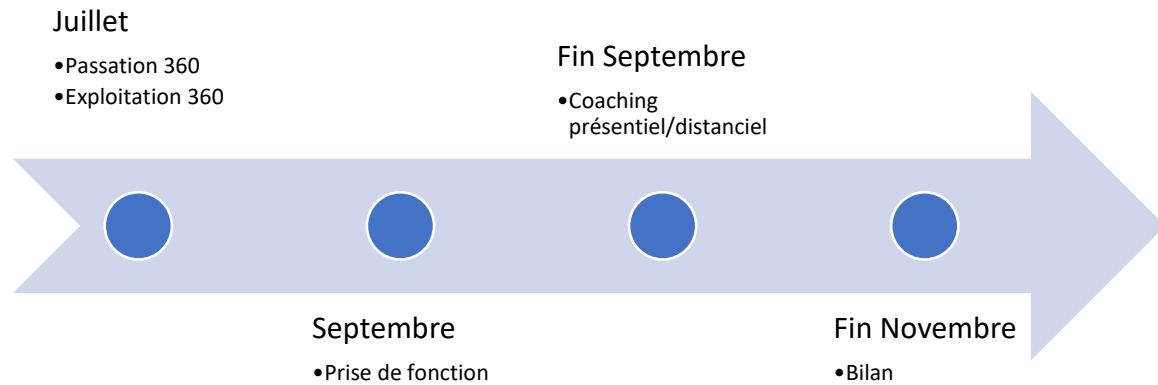 Juillet
•Passation 360
•Exploitation 360
Fin Septembre
•Coaching
présentiel/distanciel
Septembre
•Prise de fonction
Fin Novembre
•Bilan